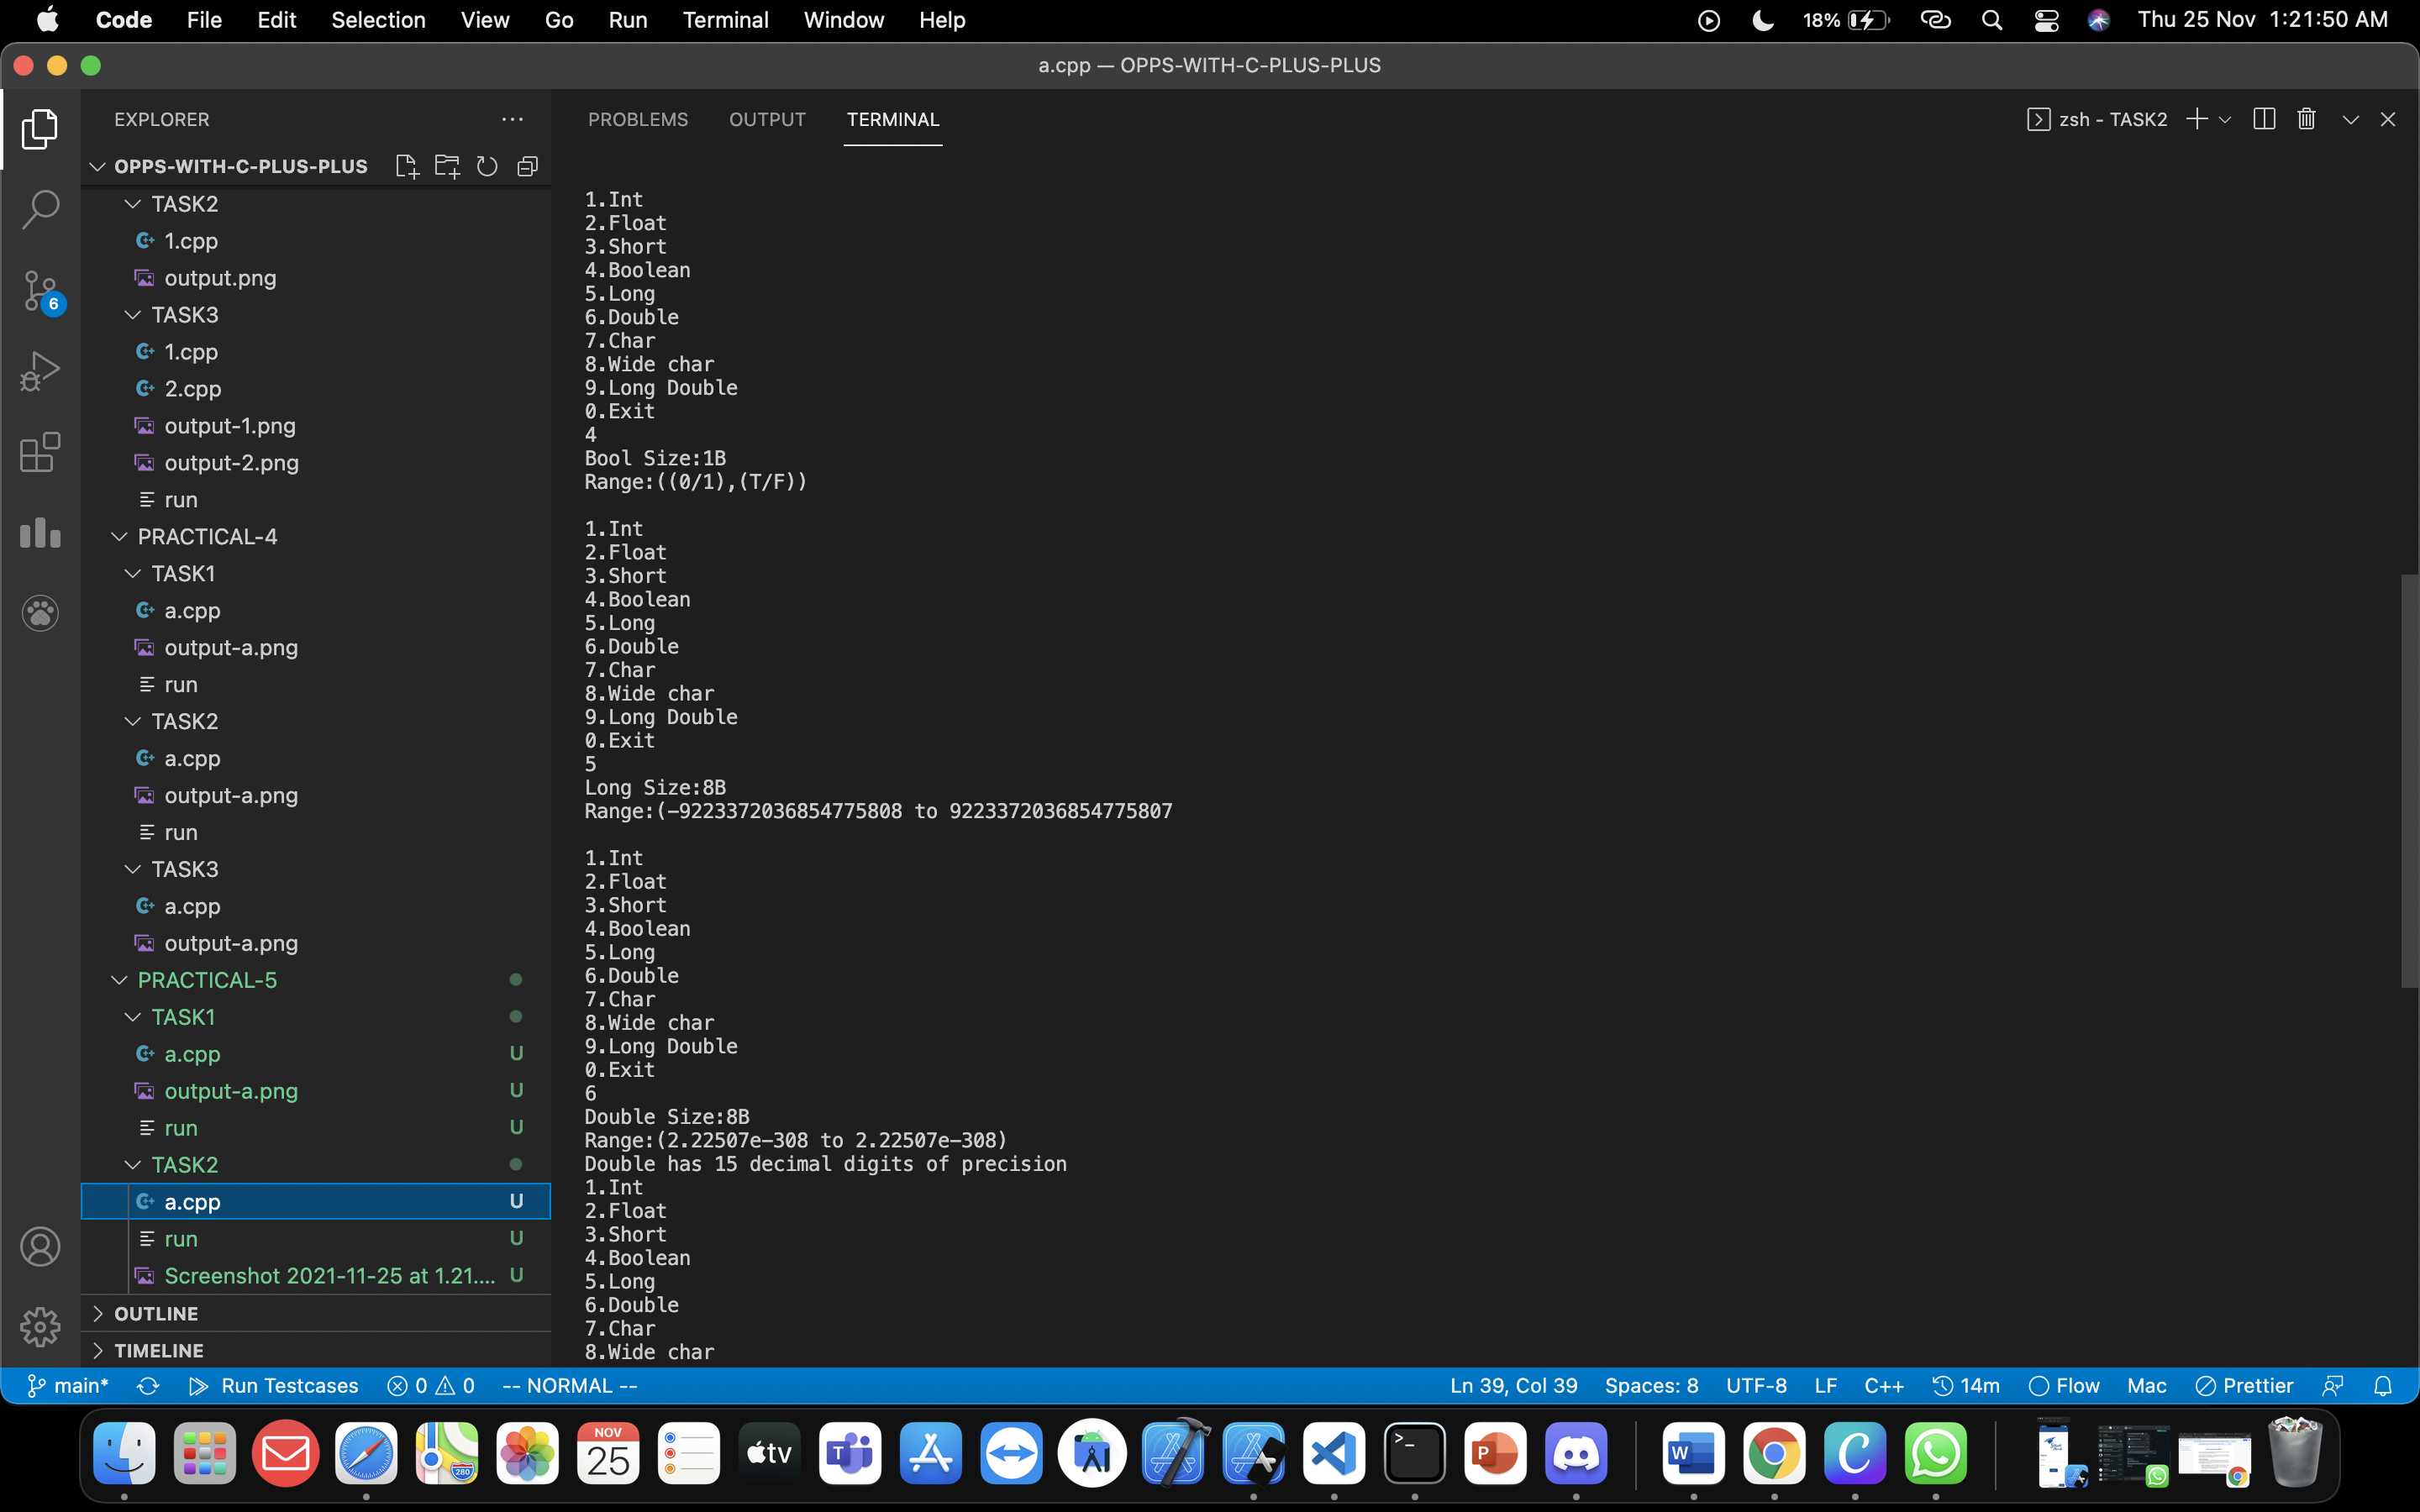 Code File Edit Selection View Go Run Terminal Window Help 18% Thu 25 Nov 1:21:50 AM
a.cpp — OPPS-WITH-C-PLUS-PLUS
EXPLORER
OPPS-WITH-C-PLUS-PLUS
TASK2
1.cpp
output.png
TASK3
1.cpp
2.cpp
output-1.png
output-2.png
run
PRACTICAL-4
TASK1
a.cpp
output-a.png
run
TASK2
a.cpp
output-a.png
run
TASK3
a.cpp
output-a.png
PRACTICAL-5
TASK1
a.cpp U
output-a.png U
run U
TASK2
a.cpp U
run U
Screenshot 2021-11-25 at 1.21.... U
OUTLINE
TIMELINE
6
PROBLEMS OUTPUT TERMINAL
zsh - TASK2
1.Int
2.Float
3.Short
4.Boolean
5.Long
6.Double
7.Char
8.Wide char
9.Long Double
0.Exit
4
Bool Size:1B
Range:((0/1),(T/F))
1.Int
2.Float
3.Short
4.Boolean
5.Long
6.Double
7.Char
8.Wide char
9.Long Double
0.Exit
5
Long Size:8B
Range:(-9223372036854775808 to 9223372036854775807
1.Int
2.Float
3.Short
4.Boolean
5.Long
6.Double
7.Char
8.Wide char
9.Long Double
0.Exit
6
Double Size:8B
Range:(2.22507e-308 to 2.22507e-308)
Double has 15 decimal digits of precision
1.Int
2.Float
3.Short
4.Boolean
5.Long
6.Double
7.Char
8.Wide char
main* Run Testcases 0 0 -- NORMAL -- Ln 39, Col 39 Spaces: 8 UTF-8 LF C++ 14m Flow Mac Prettier
280
NOV
25
tv
T
>_
P
W
C